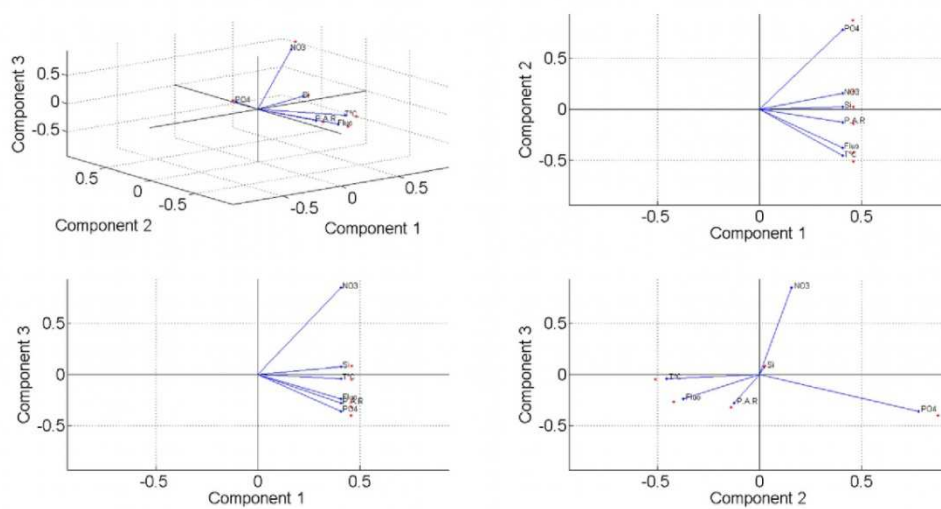 NO3
0.5
0
-0.5
Component 3
PO4
Si
T°C
P.A.R
Fluo
0.5
0
-0.5
Component 2
-0.5
0
0.5
Component 1
PO4
0.5
NO3
Si
0
P.A.R
Fluo
-0.5
T°C
Component 2
-0.5
0
0.5
Component 1
NO3
0.5
Si
0
T°C
Fluo
P.A.R
PO4
-0.5
Component 3
-0.5
0
0.5
Component 1
NO3
0.5
Si
0
T°C
Fluo
P.A.R
PO4
-0.5
Component 3
-0.5
0
0.5
Component 2